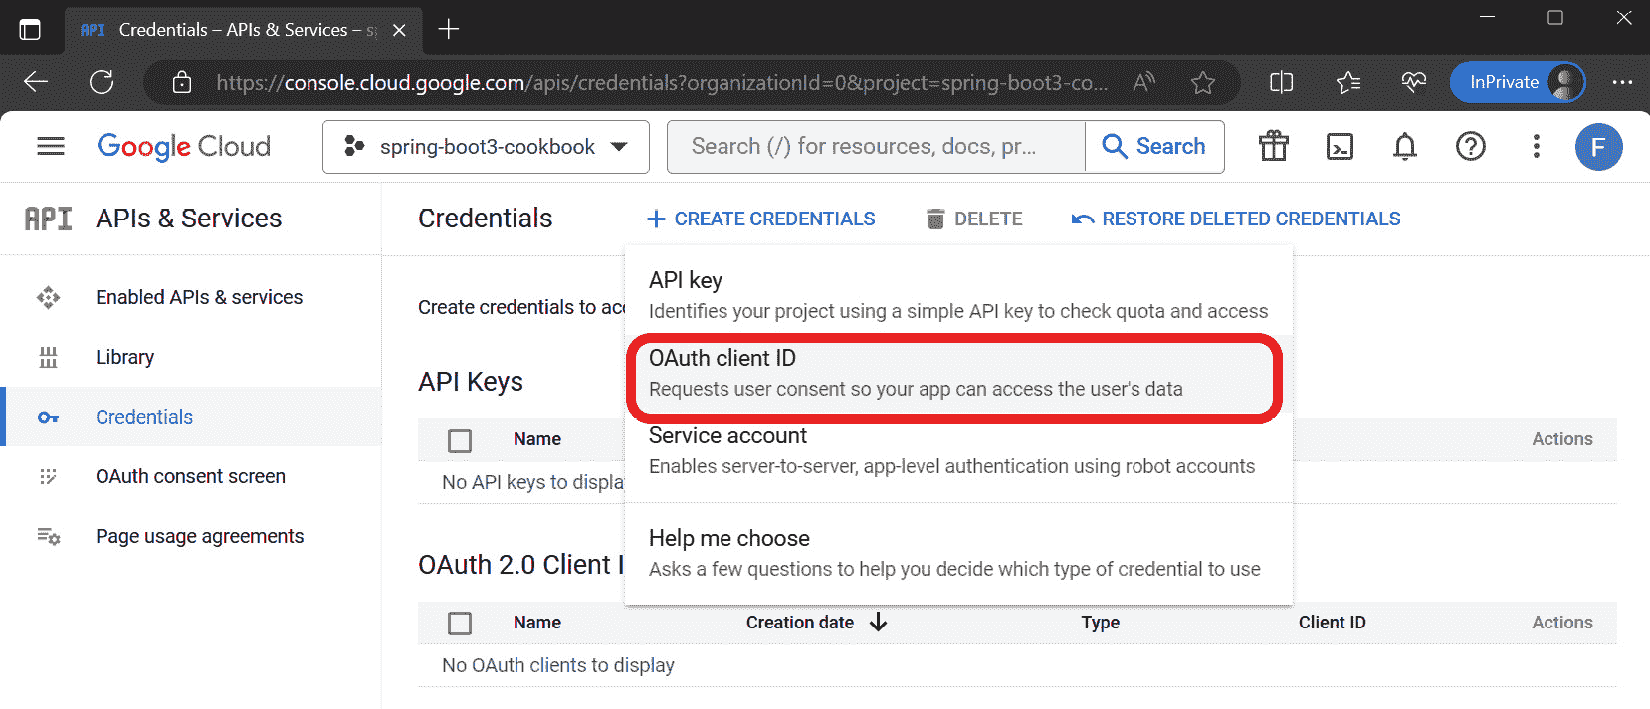 API Credentials – APIs & Services – sp
https://console.cloud.google.com/apis/credentials?organizationId=0&project=spring-boot3-co...
InPrivate
Google Cloud
spring-boot3-cookbook
Search (/) for resources, docs, pr...
Search
F
API APIs & Services
Credentials
CREATE CREDENTIALS
DELETE
RESTORE DELETED CREDENTIALS
Enabled APIs & services
Library
Credentials
OAuth consent screen
Page usage agreements
Create credentials to acc
API key
Identifies your project using a simple API key to check quota and access
OAuth client ID
Requests user consent so your app can access the user's data
Service account
Enables server-to-server, app-level authentication using robot accounts
Help me choose
Asks a few questions to help you decide which type of credential to use
API Keys
Name
Actions
No API keys to display
OAuth 2.0 Client I
Name Creation date Type Client ID Actions
No OAuth clients to display